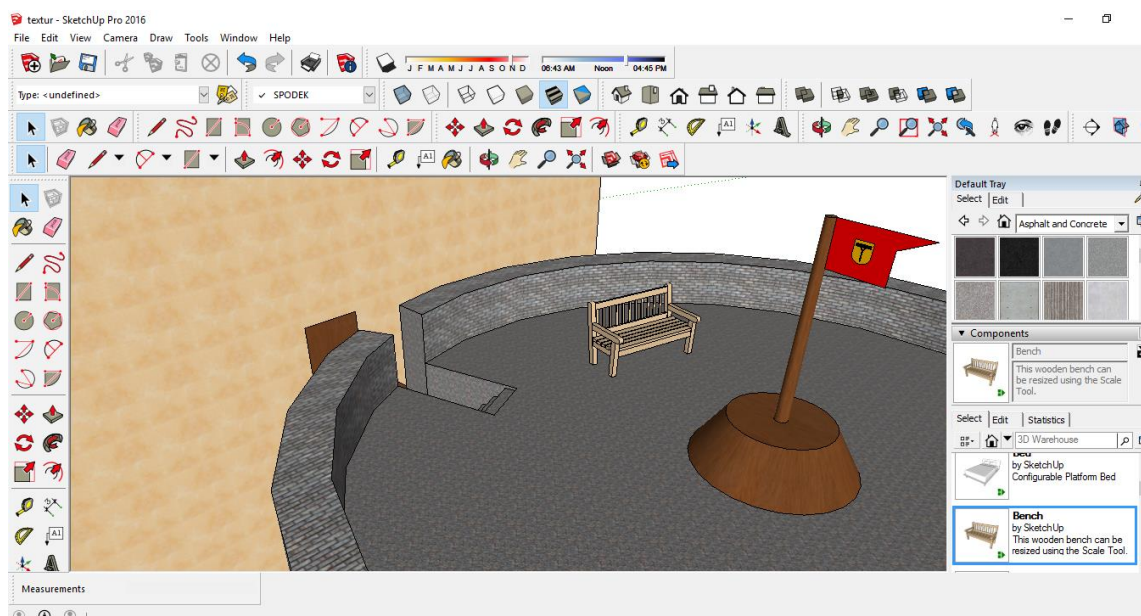 textur - SketchUp Pro 2016
File Edit View Camera Draw Tools Window Help
J F M A M J J A S O N D 06:43 AM Noon 04:45 PM
Type: <undefined> SPODEK
A1
A1
Default Tray
Select Edit
Asphalt and Concrete
Components
Bench
This wooden bench can
be resized using the Scale
Tool.
Select Edit Statistics
3D Warehouse
Bed
by SketchUp
Configurable Platform Bed
Bench
by SketchUp
This wooden bench can be
resized using the Scale Tool.
A1
Measurements